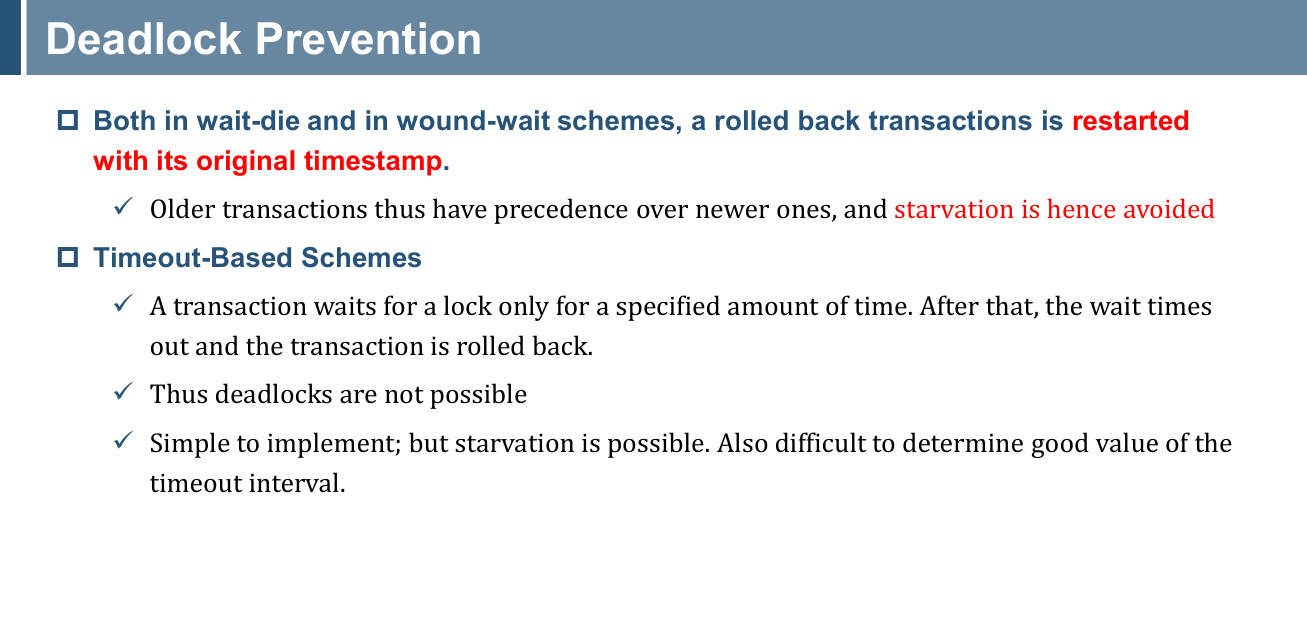 Deadlock Prevention
Both in wait-die and in wound-wait schemes, a rolled back transactions is restarted
with its original timestamp.
Older transactions thus have precedence over newer ones, and starvation is hence avoided
Timeout-Based Schemes
A transaction waits for a lock only for a specified amount of time. After that, the wait times
out and the transaction is rolled back.
Thus deadlocks are not possible
Simple to implement; but starvation is possible. Also difficult to determine good value of the
timeout interval.